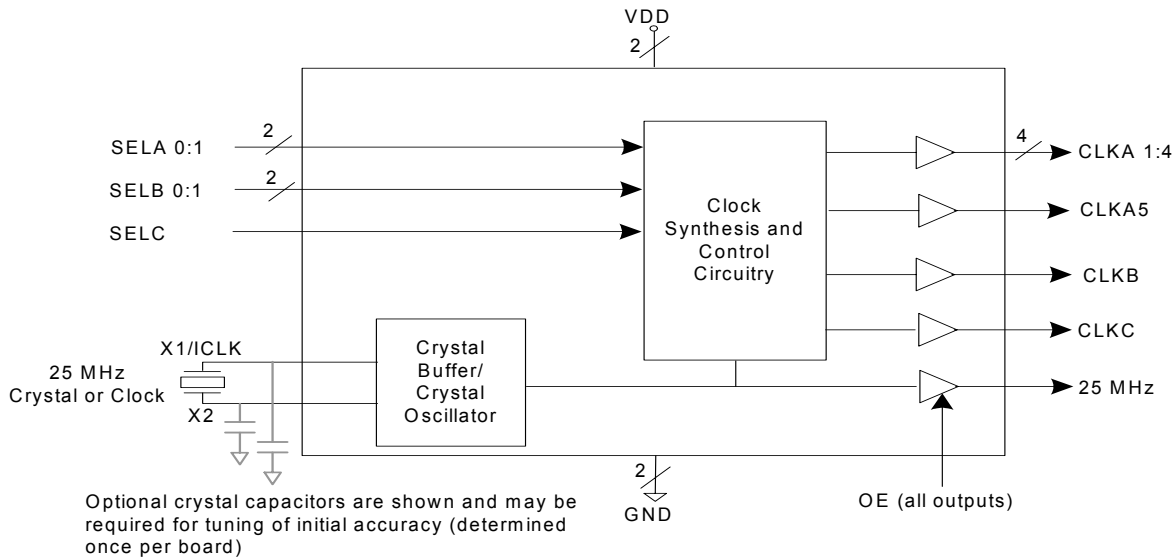 VDD
2
SELA 0:1
2
SELB 0:1
2
SELC
Clock
Synthesis and
Control
Circuitry
4
CLKA 1:4
CLKA5
CLKB
CLKC
25 MHz
X1/ICLK
25 MHz
Crystal or Clock
X2
Crystal
Buffer/
Crystal
Oscillator
2
GND
OE (all outputs)
Optional crystal capacitors are shown and may be
required for tuning of initial accuracy (determined
once per board)